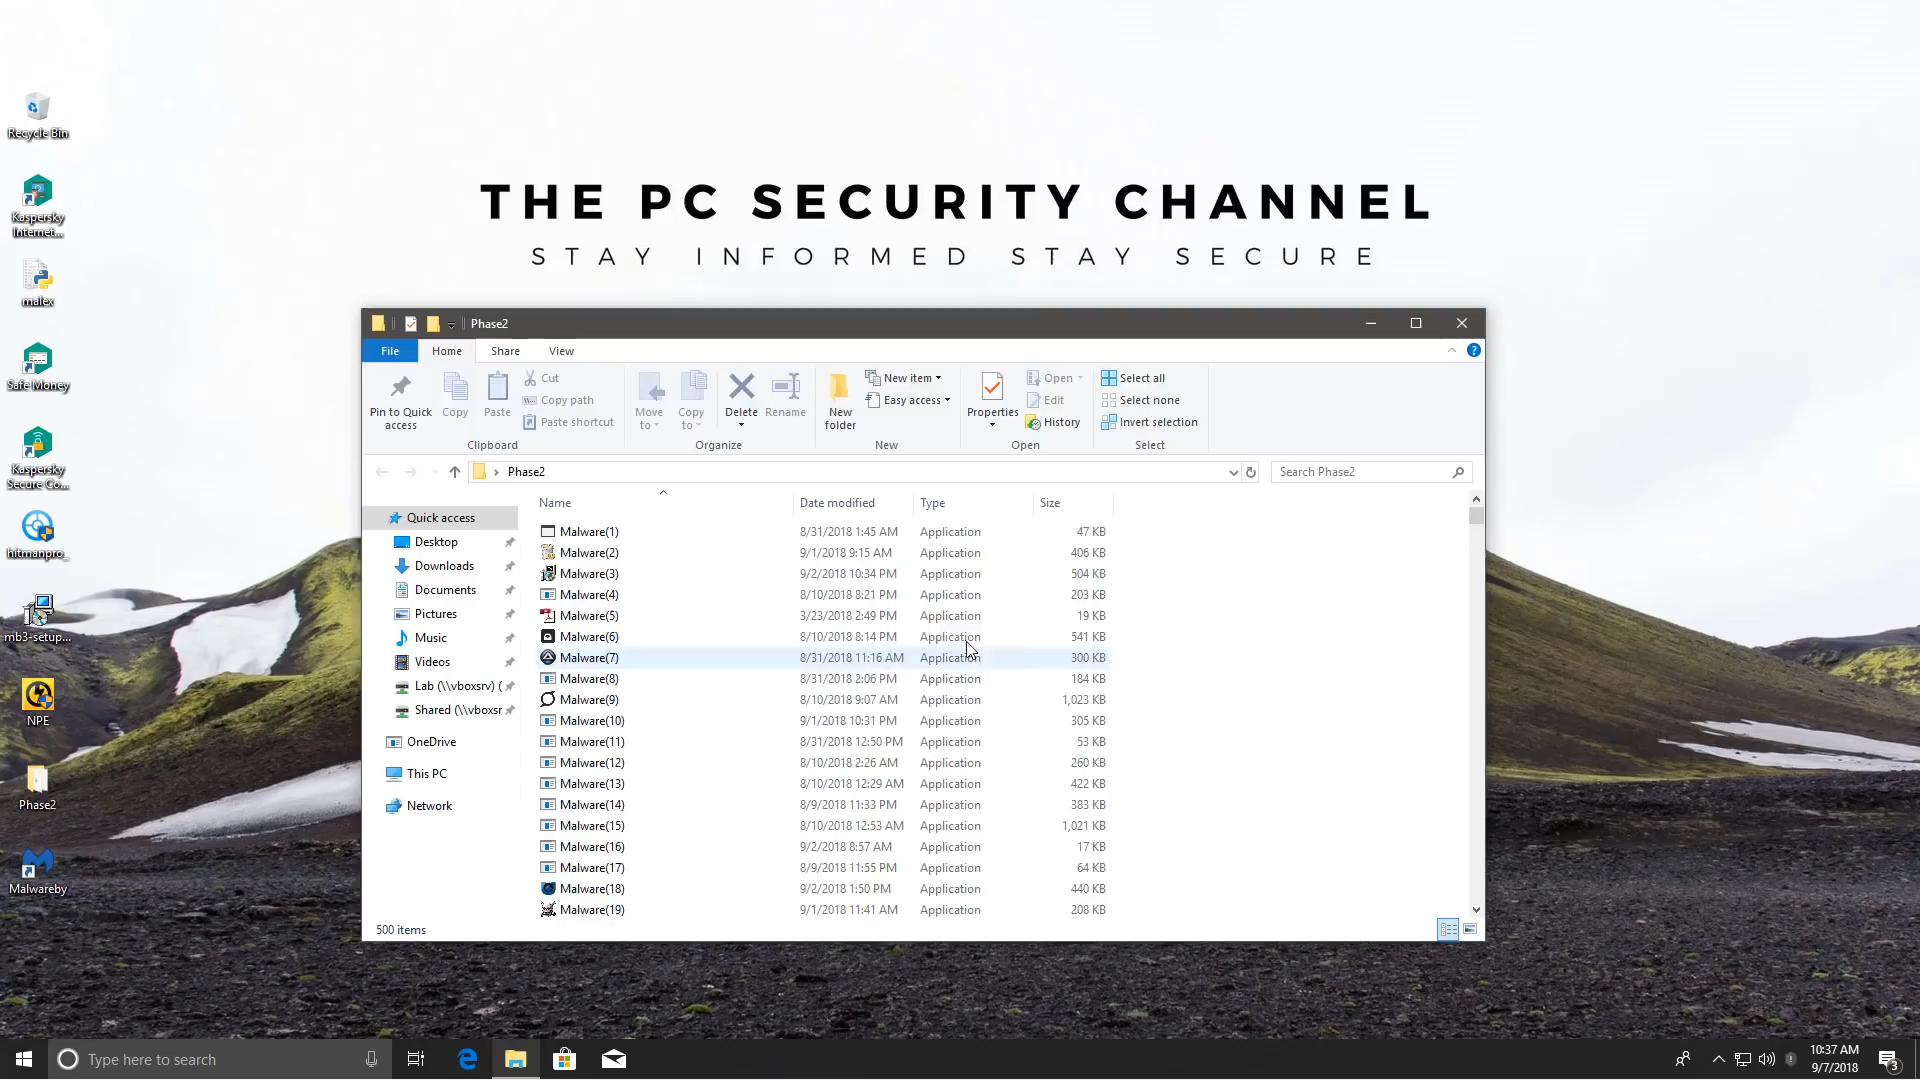 THE PC SECURITY CHANNEL
STAY INFORMED STAY SECURE
Recycle Bin
Kaspersky
Internet...
malex
Safe Money
Kaspersky
Secure Co...
hitmanpro_
mb3-setup...
NPE
Phase2
Malwareby
Phase2
File Home Share View
Pin to Quick
access
Copy
Paste
Cut
Copy path
Paste shortcut
Clipboard
Move
to
Copy
to
Delete
Rename
Organize
New
folder
New item
Easy access
New
Properties
Open
Edit
History
Open
Select all
Select none
Invert selection
Select
Phase2
Search Phase2
Quick access
Desktop
Downloads
Documents
Pictures
Music
Videos
Lab (\\vboxsrv) (
Shared (\\vboxsr
OneDrive
This PC
Network
Name Date modified Type Size
Malware(1) 8/31/2018 1:45 AM Application 47 KB
Malware(2) 9/1/2018 9:15 AM Application 406 KB
Malware(3) 9/2/2018 10:34 PM Application 504 KB
Malware(4) 8/10/2018 8:21 PM Application 203 KB
Malware(5) 3/23/2018 2:49 PM Application 19 KB
Malware(6) 8/10/2018 8:14 PM Application 541 KB
Malware(7) 8/31/2018 11:16 AM Application 300 KB
Malware(8) 8/31/2018 2:06 PM Application 184 KB
Malware(9) 8/10/2018 9:07 AM Application 1,023 KB
Malware(10) 9/1/2018 10:31 PM Application 305 KB
Malware(11) 8/31/2018 12:50 PM Application 53 KB
Malware(12) 8/10/2018 2:26 AM Application 260 KB
Malware(13) 8/10/2018 12:29 AM Application 422 KB
Malware(14) 8/9/2018 11:33 PM Application 383 KB
Malware(15) 8/10/2018 12:53 AM Application 1,021 KB
Malware(16) 9/2/2018 8:57 AM Application 17 KB
Malware(17) 8/9/2018 11:55 PM Application 64 KB
Malware(18) 9/2/2018 1:50 PM Application 440 KB
Malware(19) 9/1/2018 11:41 AM Application 208 KB
500 items
Type here to search
10:37 AM
9/7/2018
3